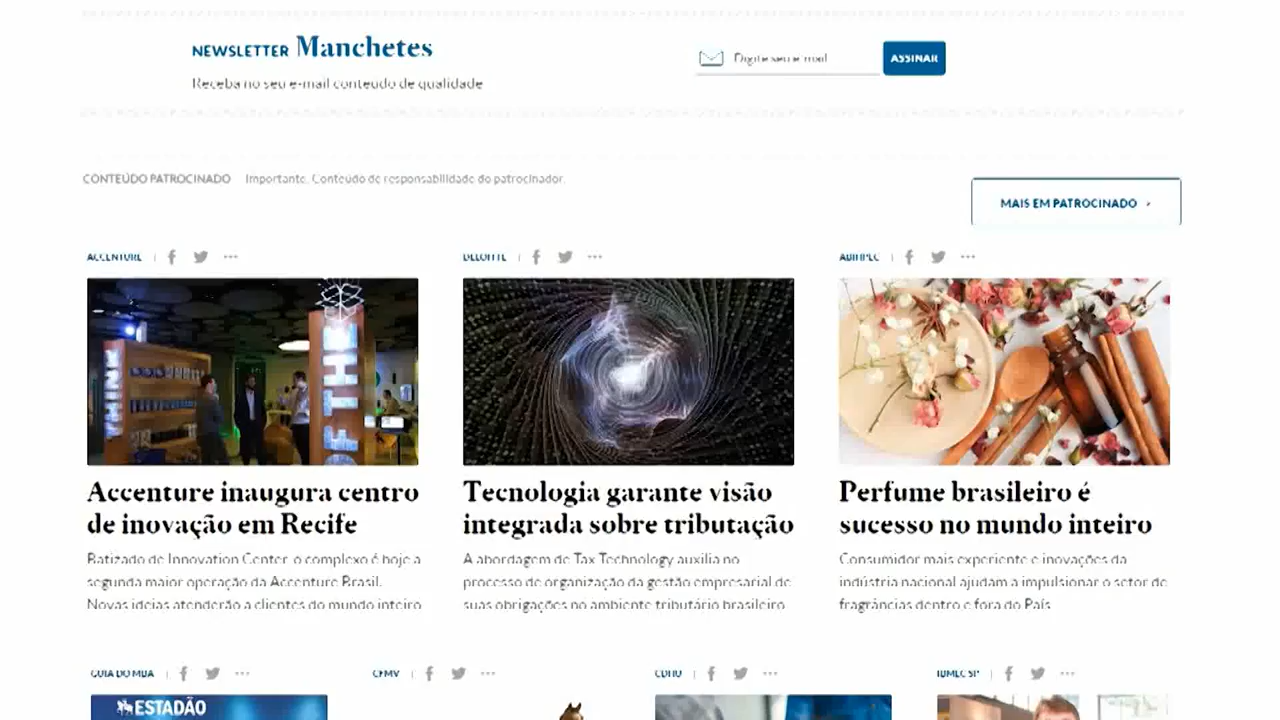 NEWSLETTER Manchetes
Receba no seu e-mail conteúdo de qualidade
Digite seu e-mail
ASSINAR
CONTEÚDO PATROCINADO Importante: Conteúdo de responsabilidade do patrocinador.
MAIS EM PATROCINADO
ACCENTURE
DELOITTE
ABIHPEC
Accenture inaugura centro
de inovação em Recife
Batizado de Innovation Center, o complexo é hoje a
segunda maior operação da Accenture Brasil.
Novas ideias atenderão a clientes do mundo inteiro
Tecnologia garante visão
integrada sobre tributação
A abordagem de Tax Technology auxilia no
processo de organização da gestão empresarial de
suas obrigações no ambiente tributário brasileiro
Perfume brasileiro é
sucesso no mundo inteiro
Consumidor mais experiente e inovações da
indústria nacional ajudam a impulsionar o setor de
fragrâncias dentro e fora do País
GUIA DO MBA
CFMV
CDHU
IBMEC SP
ESTADÃO